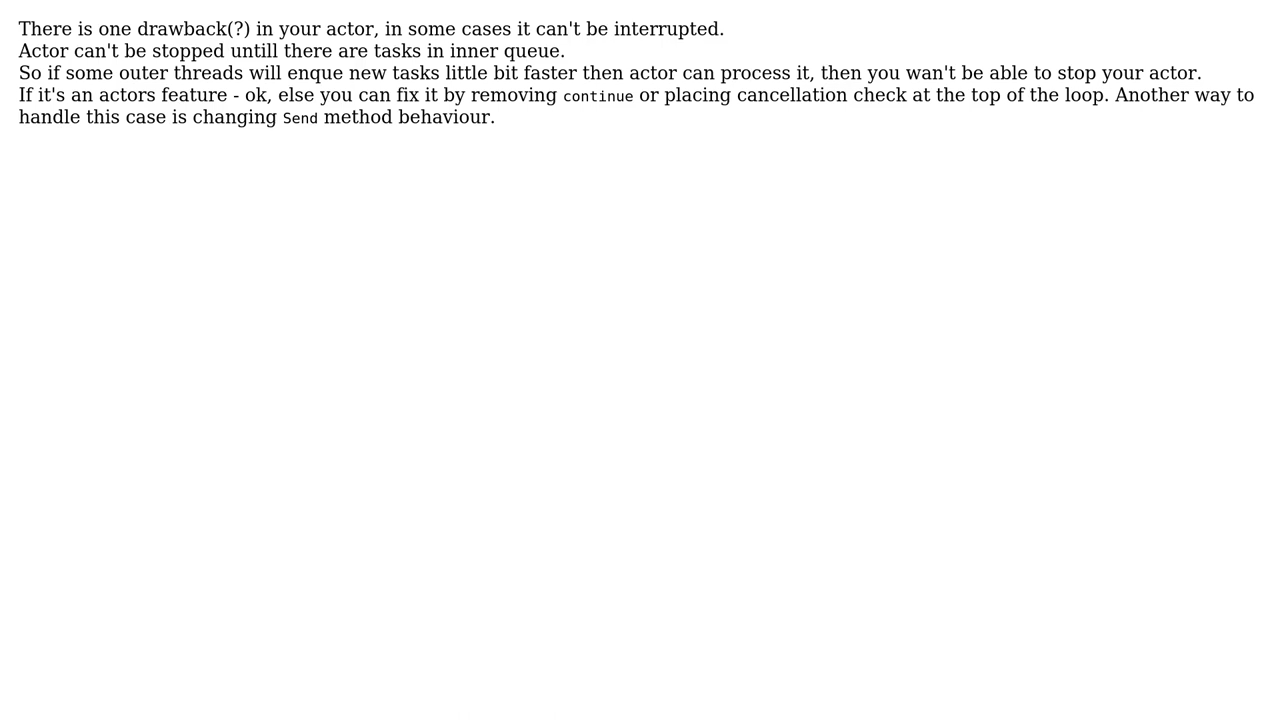 There is one drawback(?) in your actor, in some cases it can't be interrupted.
Actor can't be stopped untill there are tasks in inner queue.
So if some outer threads will enque new tasks little bit faster then actor can process it, then you wan't be able to stop your actor.
If it's an actors feature - ok, else you can fix it by removing continue or placing cancellation check at the top of the loop. Another way to
handle this case is changing Send method behaviour.